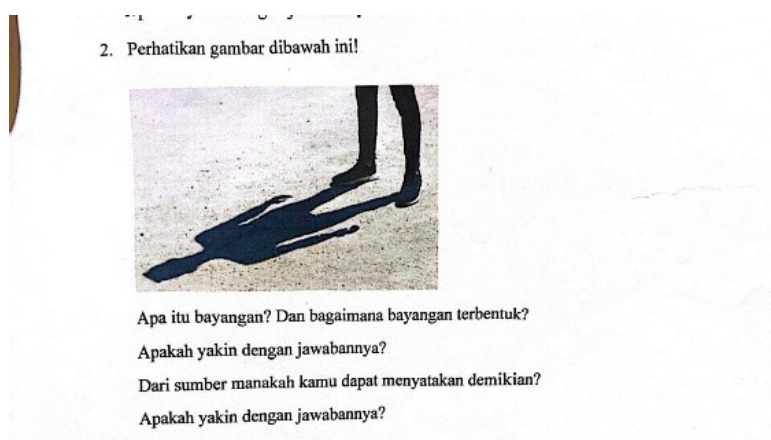 2. Perhatikan gambar dibawah ini!
Apa itu bayangan? Dan bagaimana bayangan terbentuk?
Apakah yakin dengan jawabannya?
Dari sumber manakah kamu dapat menyatakan demikian?
Apakah yakin dengan jawabannya?